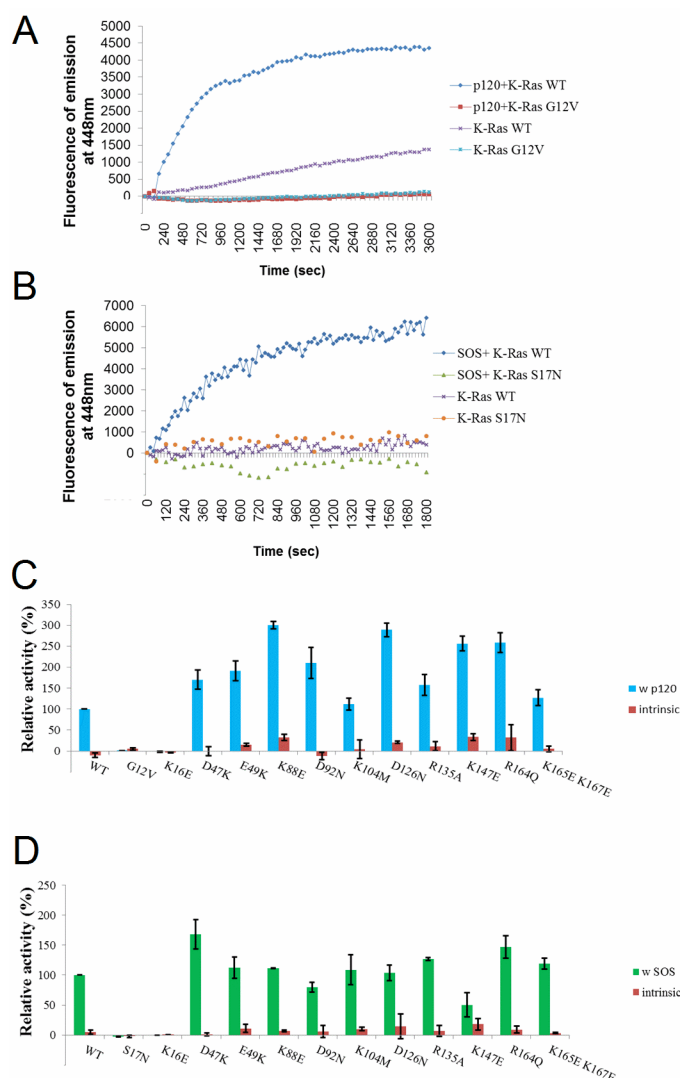 A
Fluorescence of emission
at 448nm
5000
4500
4000
3500
3000
2500
2000
1500
1000
500
0
-500
p120+K-Ras WT
p120+K-Ras G12V
K-Ras WT
K-Ras G12V
0 240 480 720 960 1200 1440 1680 1920 2160 2400 2640 2880 3120 3360 3600
Time (sec)
B
Fluorescence of emission
at 448nm
7000
6000
5000
4000
3000
2000
1000
0
SOS+ K-Ras WT
SOS+ K-Ras S17N
K-Ras WT
K-Ras S17N
0 120 240 360 480 600 720 840 960 1080 1200 1320 1440 1560 1680 1800
Time (sec)
C
Relative activity (%)
350
300
250
200
150
100
50
0
w p120
intrinsic
WT G12V K16E D47K E49K K88E D92N K104M D126N R135A K147E R164Q K165E K167E
D
Relative activity (%)
250
200
150
100
50
0
w SOS
intrinsic
WT S17N K16E D47K E49K K88E D92N K104M D126N R135A K147E R164Q K165E K167E